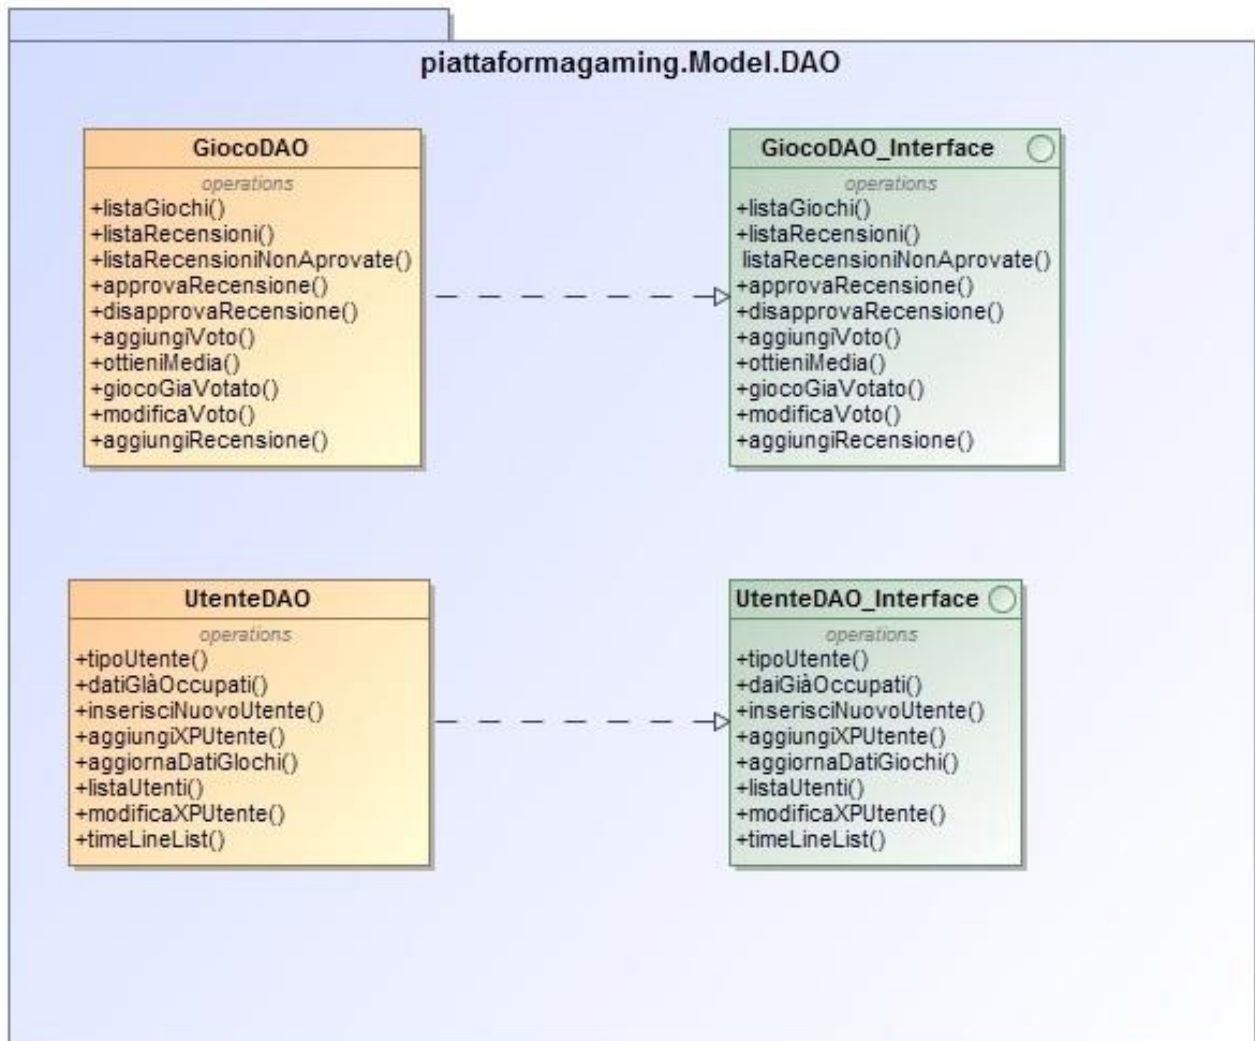 piattaformagaming.Model.DAO
GiocoDAO
operations
+listaGiochi()
+listaRecensioni()
+listaRecensioniNonAprovate()
+approvaRecensione()
+disapprovaRecensione()
+aggiungiVoto()
+ottieniMedia()
+giocoGiaVotato()
+modificaVoto()
+aggiungiRecensione()
GiocoDAO_Interface
operations
+listaGiochi()
+listaRecensioni()
listaRecensioniNonAprovate()
+approvaRecensione()
+disapprovaRecensione()
+aggiungiVoto()
+ottieniMedia()
+giocoGiaVotato()
+modificaVoto()
+aggiungiRecensione()
UtenteDAO
operations
+tipoUtente()
+datiGIàOccupati()
+inserisciNuovoUtente()
+aggiungiXPUtente()
+aggiornaDatiGIochi()
+listaUtenti()
+modificaXPUtente()
+timeLineList()
UtenteDAO_Interface
operations
+tipoUtente()
+daiGiàOccupati()
+inserisciNuovoUtente()
+aggiungiXPUtente()
+aggiornaDatiGiochi()
+listaUtenti()
+modificaXPUtente()
+timeLineList()